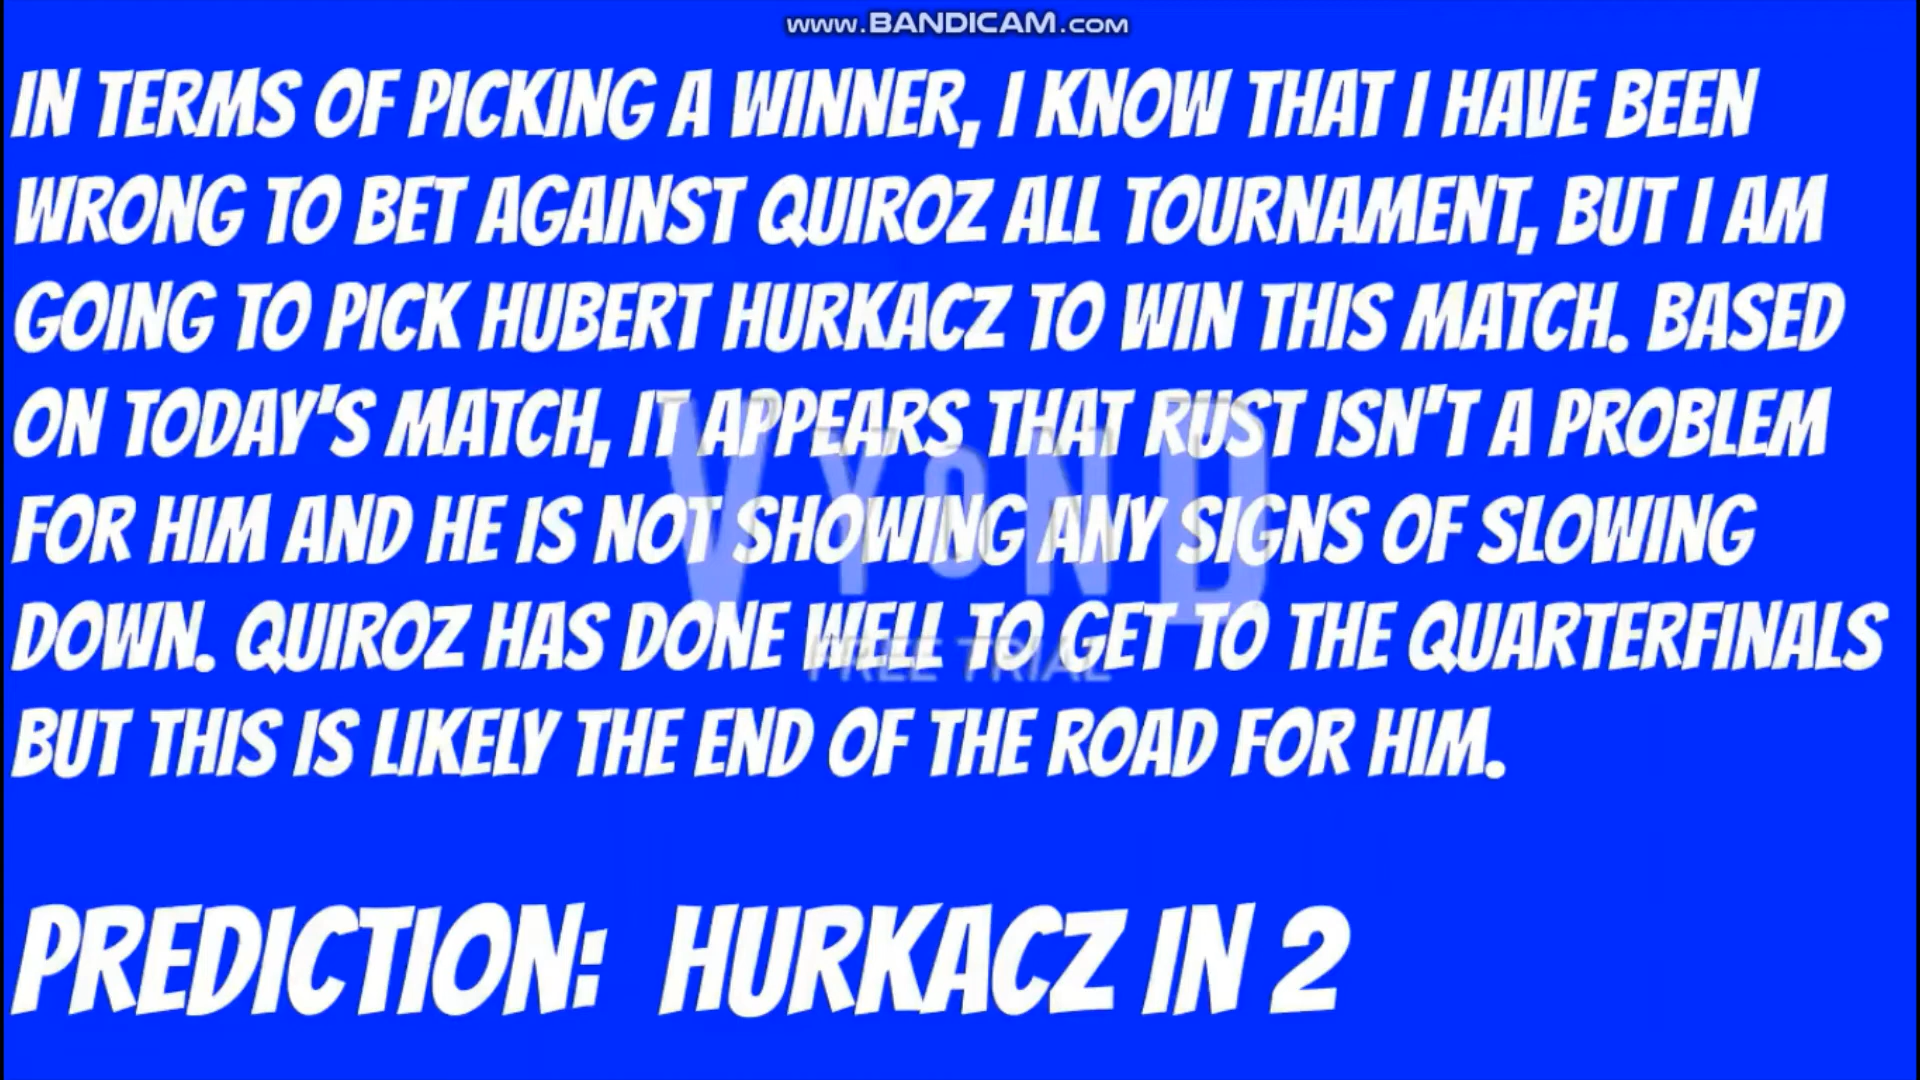 www.BANDICAM.com
IN TERMS OF PICKING A WINNER, I KNOW THAT I HAVE BEEN
WRONG TO BET AGAINST QUIROZ ALL TOURNAMENT, BUT I AM
GOING TO PICK HUBERT HURKACZ TO WIN THIS MATCH. BASED
ON TODAY'S MATCH, IT APPEARS THAT RUST ISN'T A PROBLEM
FOR HIM AND HE IS NOT SHOWING ANY SIGNS OF SLOWING
DOWN. QUIROZ HAS DONE WELL TO GET TO THE QUARTERFINALS
BUT THIS IS LIKELY THE END OF THE ROAD FOR HIM.
PREDICTION: HURKACZ IN 2
VYOND
FREE TRIAL